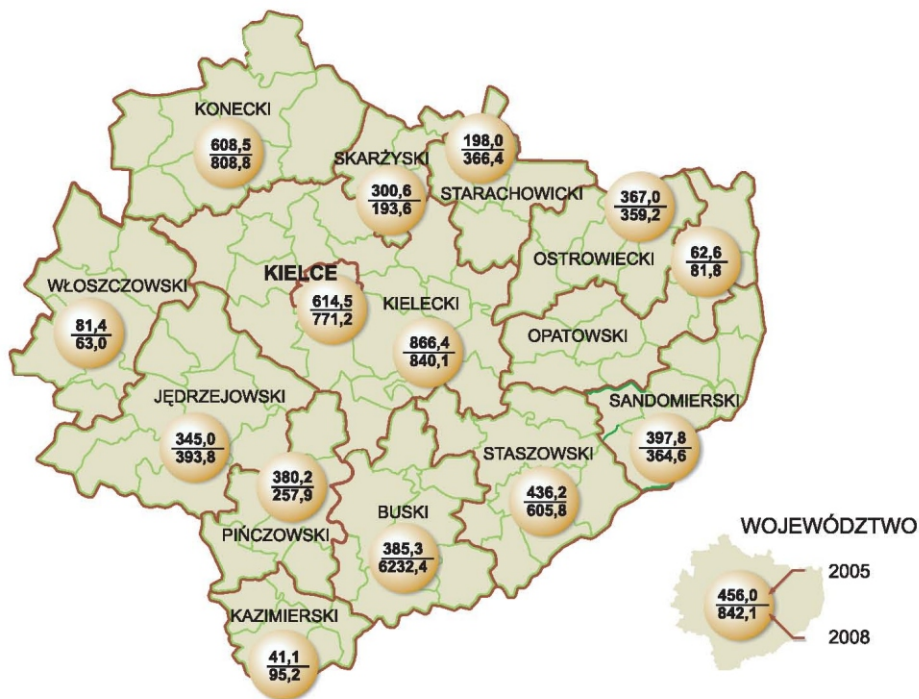 KONECKI
608,5
808,8
SKARŻYSKI
300,6
193,6
198,0
366,4
STARACHOWICKI
367,0
359,2
OSTROWIECKI
62,6
81,8
WŁOSZCZOWSKI
81,4
63,0
KIELCE
614,5
771,2
KIELECKI
866,4
840,1
OPATOWSKI
JĘDRZEJOWSKI
345,0
393,8
SANDOMIERSKI
397,8
364,6
STASZOWSKI
436,2
605,8
380,2
257,9
PIŃCZOWSKI
BUSKI
385,3
6232,4
KAZIMIERSKI
41,1
95,2
WOJEWÓDZTWO
456,0
842,1
2005
2008